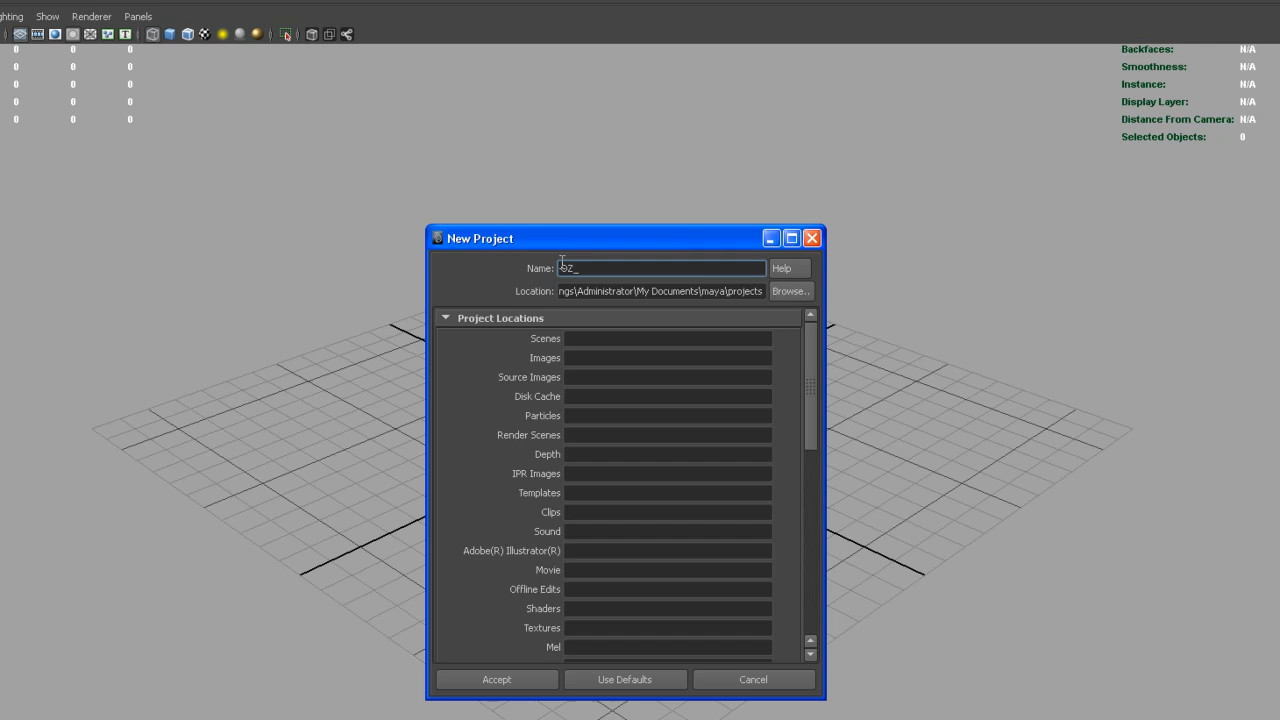 ghting Show Renderer Panels
0 0 0 Backfaces: N/A
0 0 0 Smoothness: N/A
0 0 0 Instance: N/A
0 0 0 Display Layer: N/A
0 0 0 Distance From Camera: N/A
Selected Objects: 0
New Project
Name: Help
Location: ngs\Administrator\My Documents\maya\projects Browse..
Project Locations
Scenes
Images
Source Images
Disk Cache
Particles
Render Scenes
Depth
IPR Images
Templates
Clips
Sound
Adobe(R) Illustrator(R)
Movie
Offline Edits
Shaders
Textures
Mel
Accept Use Defaults Cancel